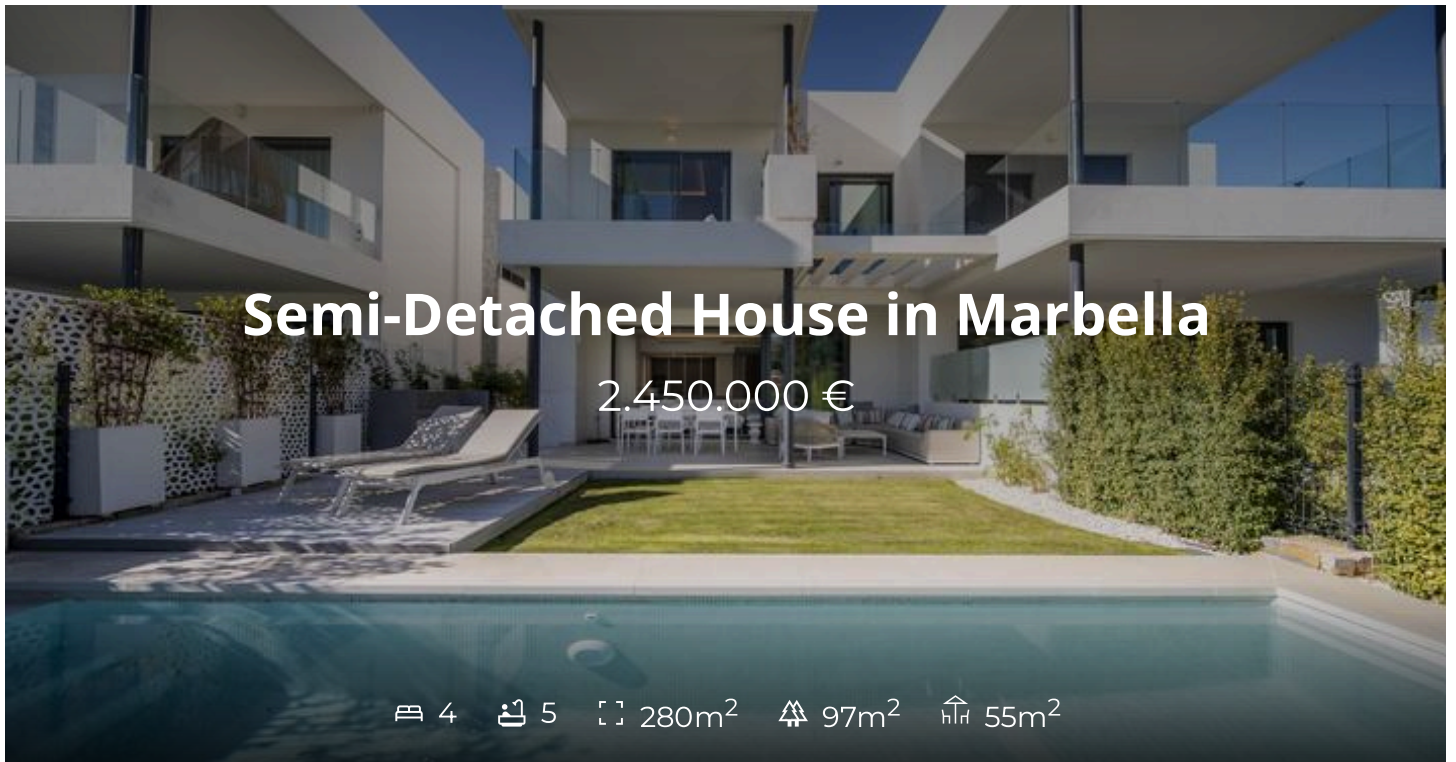 Semi-Detached House in Marbella
2.450.000 €
4 5 280m² 97m² 55m²